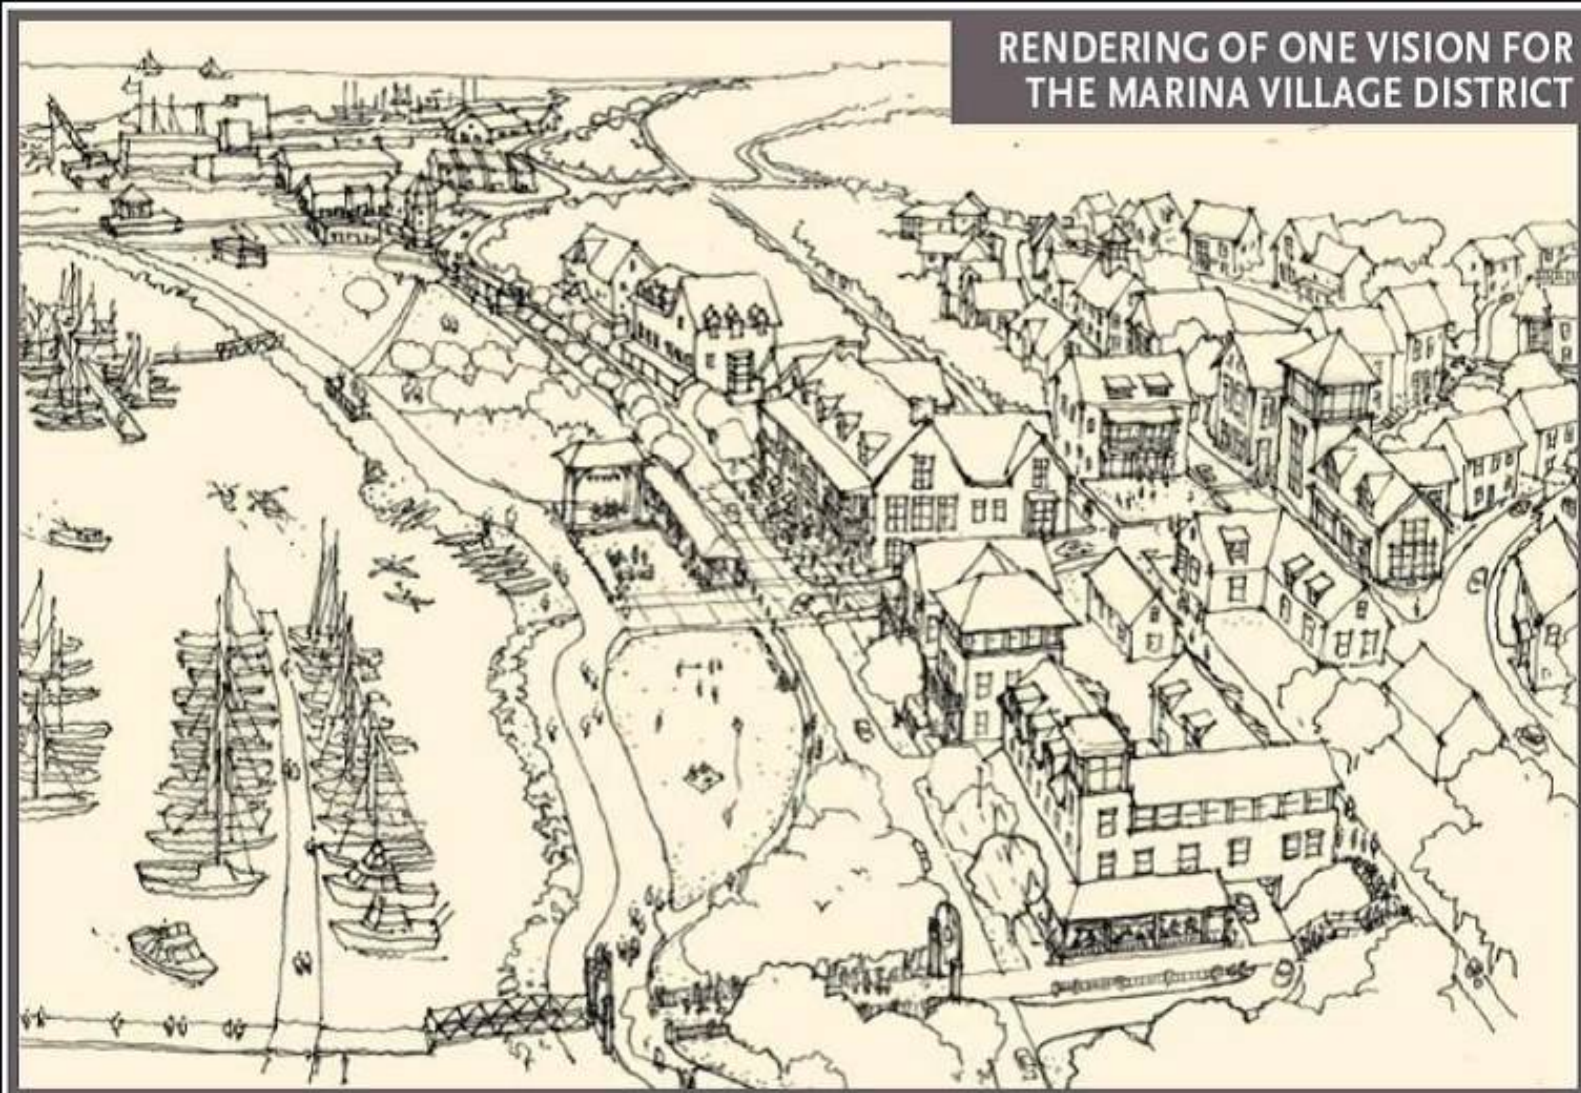 RENDERING OF ONE VISION FOR
THE MARINA VILLAGE DISTRICT